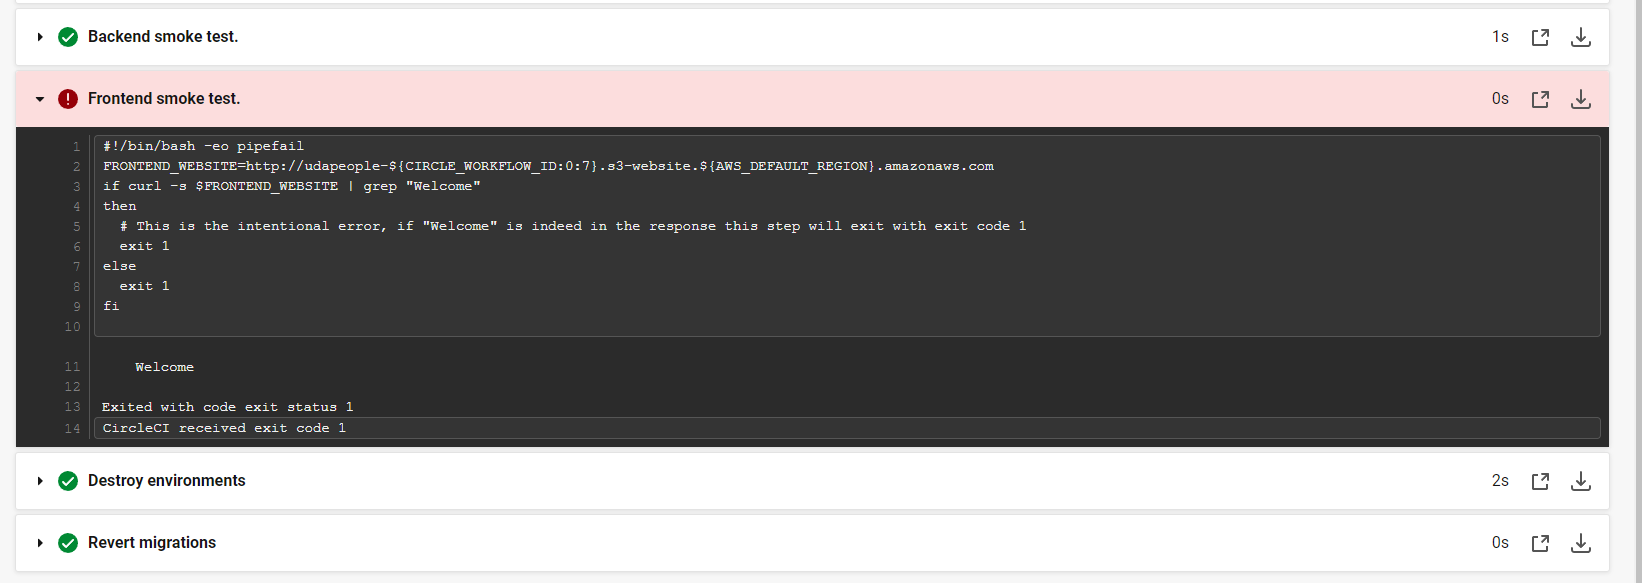 Backend smoke test.
1s
Frontend smoke test.
0s
1 #!/bin/bash -eo pipefail
2 FRONTEND_WEBSITE=http://udapeople-${CIRCLE_WORKFLOW_ID:0:7}.s3-website.${AWS_DEFAULT_REGION}.amazonaws.com
3 if curl -s $FRONTEND_WEBSITE | grep "Welcome"
4 then
5   # This is the intentional error, if "Welcome" is indeed in the response this step will exit with exit code 1
6   exit 1
7 else
8   exit 1
9 fi
10
11     Welcome
12
13 Exited with code exit status 1
14 CircleCI received exit code 1
Destroy environments
2s
Revert migrations
0s